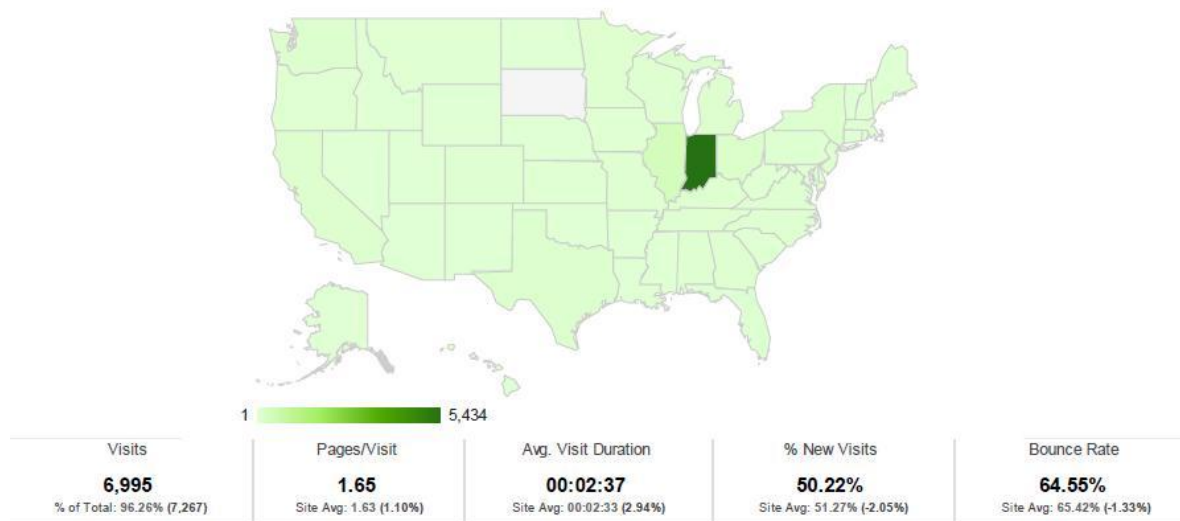 1 5,434
Visits
6,995
% of Total: 96.26% (7,267)
Pages/Visit
1.65
Site Avg: 1.63 (1.10%)
Avg. Visit Duration
00:02:37
Site Avg: 00:02:33 (2.94%)
% New Visits
50.22%
Site Avg: 51.27% (-2.05%)
Bounce Rate
64.55%
Site Avg: 65.42% (-1.33%)